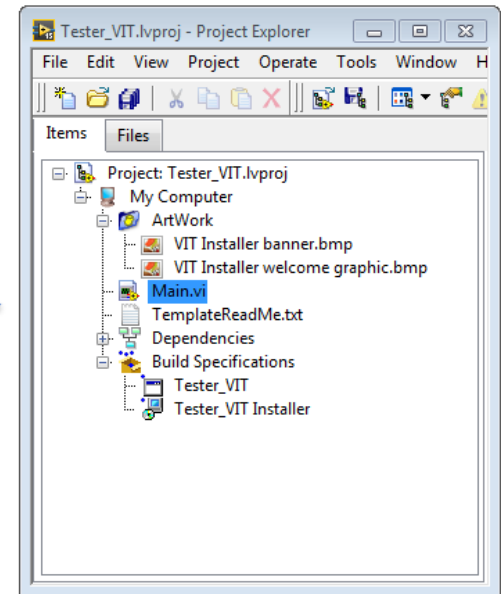 Tester_VIT.lvproj - Project Explorer
File Edit View Project Operate Tools Window H
Items Files
Project: Tester_VIT.lvproj
My Computer
ArtWork
VIT Installer banner.bmp
VIT Installer welcome graphic.bmp
Main.vi
TemplateReadMe.txt
Dependencies
Build Specifications
Tester_VIT
Tester_VIT Installer